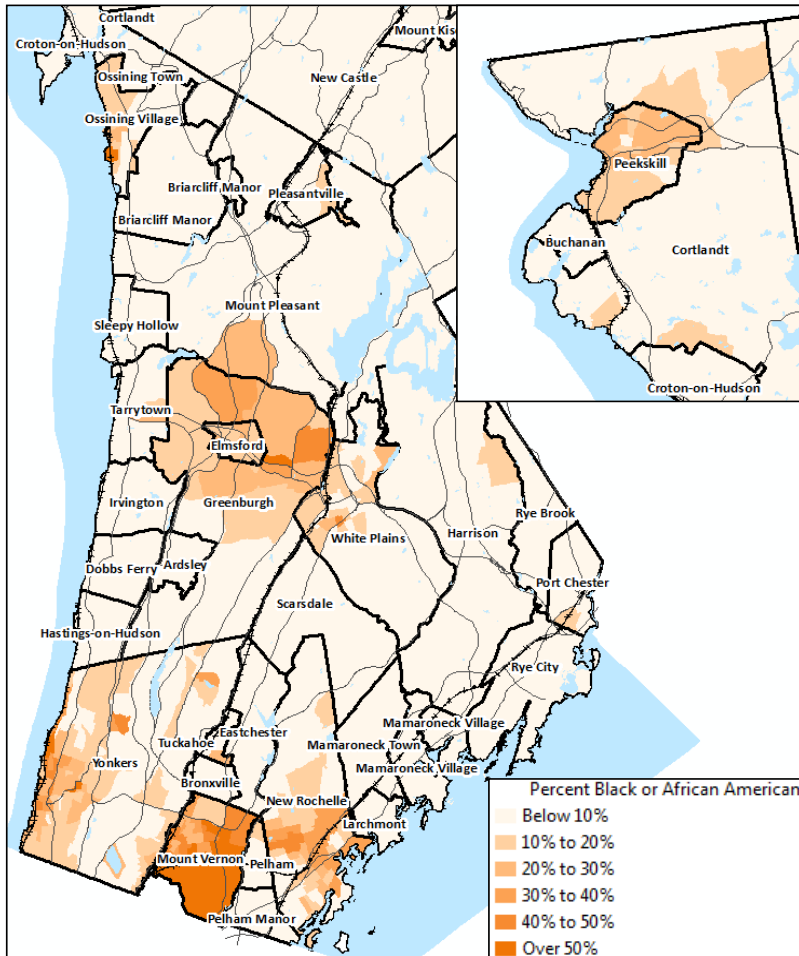 Cortlandt
Croton-on-Hudson
Mount Kisc
Ossining Town
New Castle
Ossining Village
Briarcliff Manor
Pleasantville
Briarcliff Manor
Mount Pleasant
Sleepy Hollow
Tarrytown
Elmsford
Irvington
Greenburgh
Rye Brook
White Plains
Harrison
Dobbs Ferry
Ardsley
Port Chester
Scarsdale
Hastings-on-Hudson
Rye City
Mamaroneck Village
Eastchester
Tuckahoe
Mamaroneck Town
Yonkers
Mamaroneck Village
Bronxville
New Rochelle
Larchmont
Mount Vernon
Pelham
Pelham Manor
Peekskill
Buchanan
Cortlandt
Croton-on-Hudson
Percent Black or African American
Below 10%
10% to 20%
20% to 30%
30% to 40%
40% to 50%
Over 50%